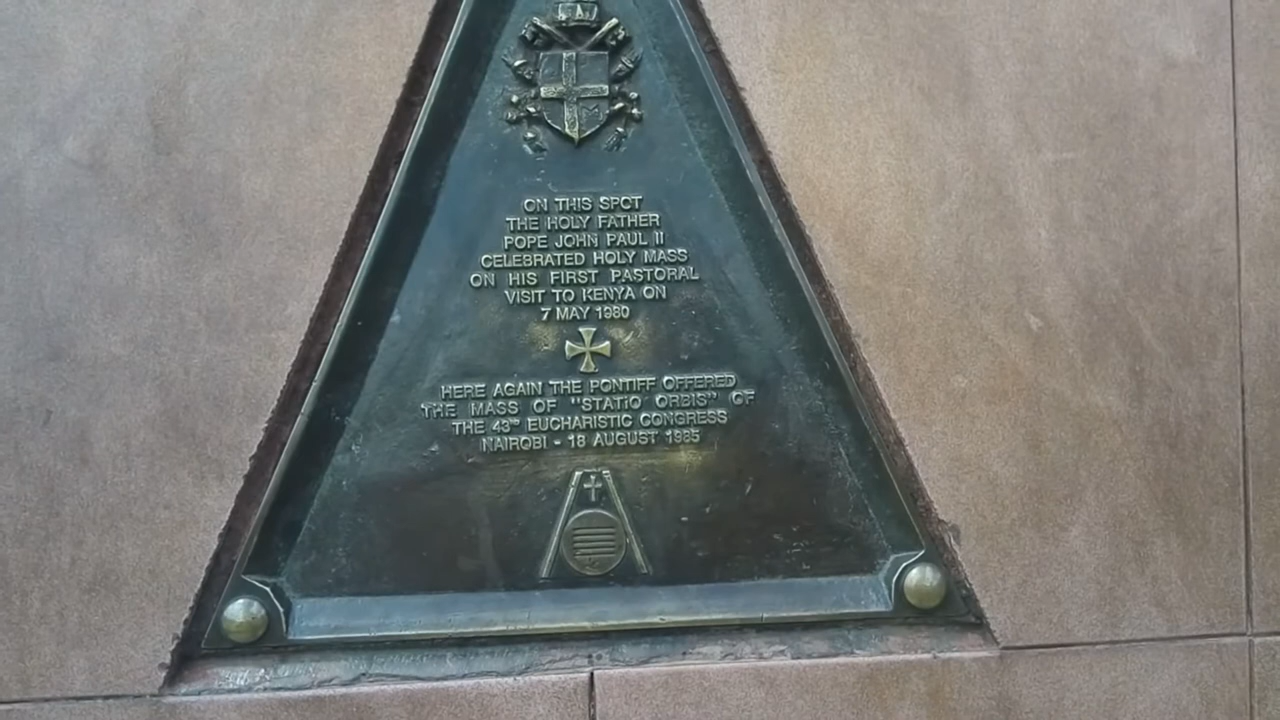 ON THIS SPOT
THE HOLY FATHER
POPE JOHN PAUL II
CELEBRATED HOLY MASS
ON HIS FIRST PASTORAL
VISIT TO KENYA ON
7 MAY 1980
HERE AGAIN THE PONTIFF OFFERED
THE MASS OF "STATIO ORBIS" OF
THE 43RD EUCHARISTIC CONGRESS
NAIROBI - 18 AUGUST 1985